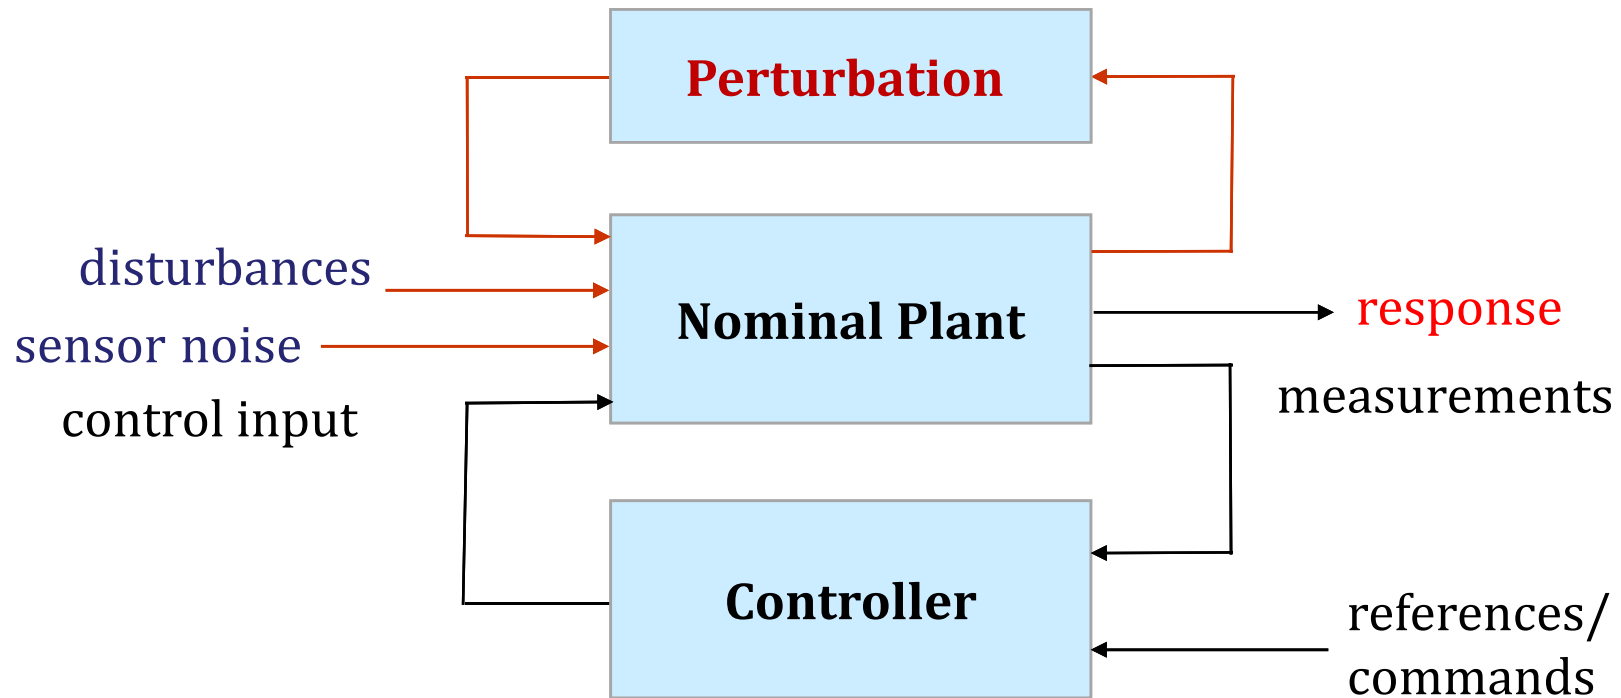 Perturbation
disturbances
Nominal Plant
response
sensor noise
measurements
control input
Controller
references/
commands